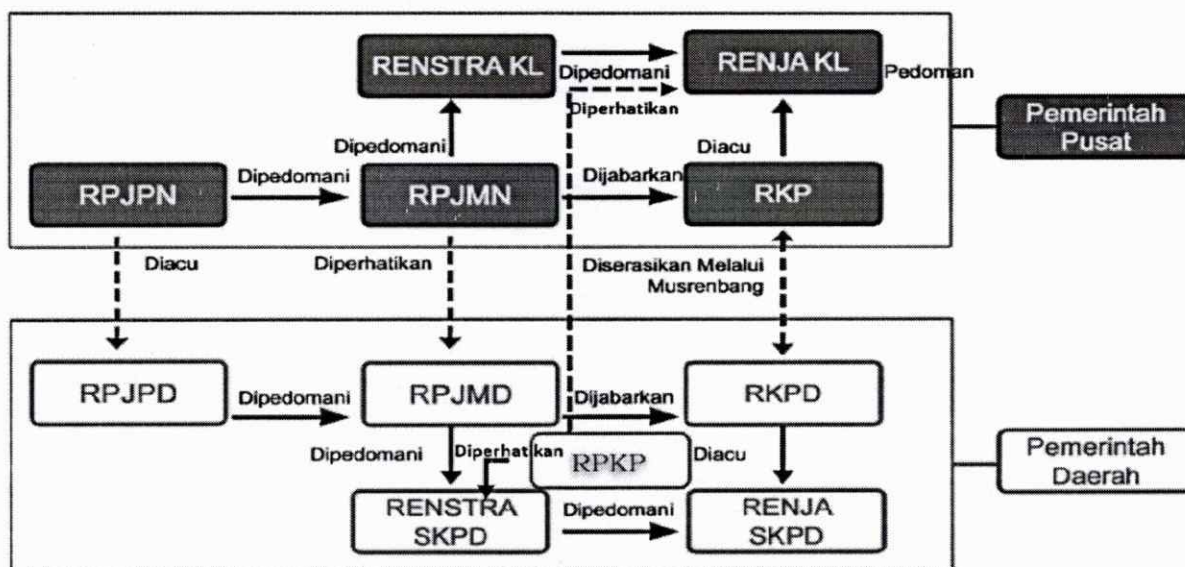 RENSTRA KL
Dipedomani
RENJA KL
Pedoman
Diperhatikan
Pemerintah
Pusat
Dipedomani
Diacu
RPJPN
Dipedomani
RPJMN
Dijabarkan
RKP
Diacu
Diperhatikan
Diserasikan Melalui
Musrenbang
RPJPD
Dipedomani
RPJMD
Dijabarkan
RKPD
Dipedomani
Diperhatikan
RPKP
Diacu
Pemerintah
Daerah
RENSTRA
SKPD
Dipedomani
RENJA
SKPD